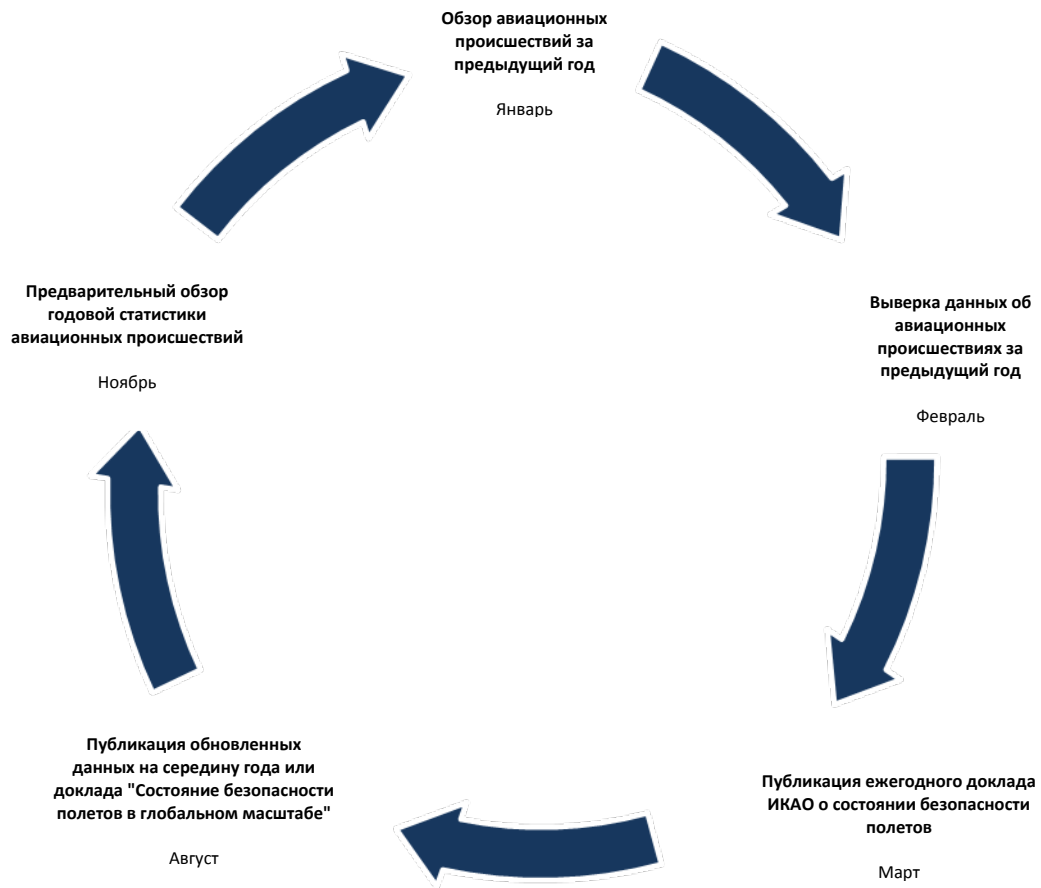 Обзор авиационных
происшествий за
предыдущий год
Январь
Выверка данных об
авиационных
происшествиях за
предыдущий год
Февраль
Публикация ежегодного доклада
ИКАО о состоянии безопасности
полетов
Март
Публикация обновленных
данных на середину года или
доклада "Состояние безопасности
полетов в глобальном масштабе"
Август
Предварительный обзор
годовой статистики
авиационных происшествий
Ноябрь